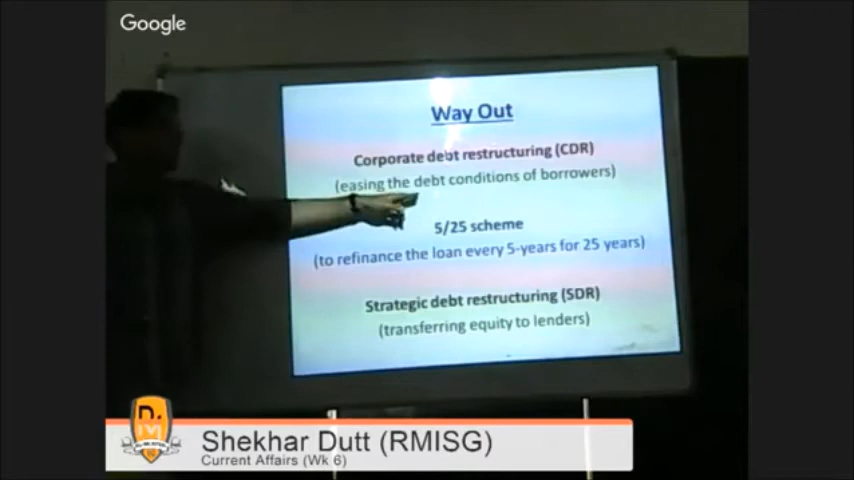 Google
Way Out
Corporate debt restructuring (CDR)
(easing the debt conditions of borrowers)
5/25 scheme
(to refinance the loan every 5-years for 25 years)
Strategic debt restructuring (SDR)
(transferring equity to lenders)
Shekhar Dutt (RMISG)
Current Affairs (Wk 6)